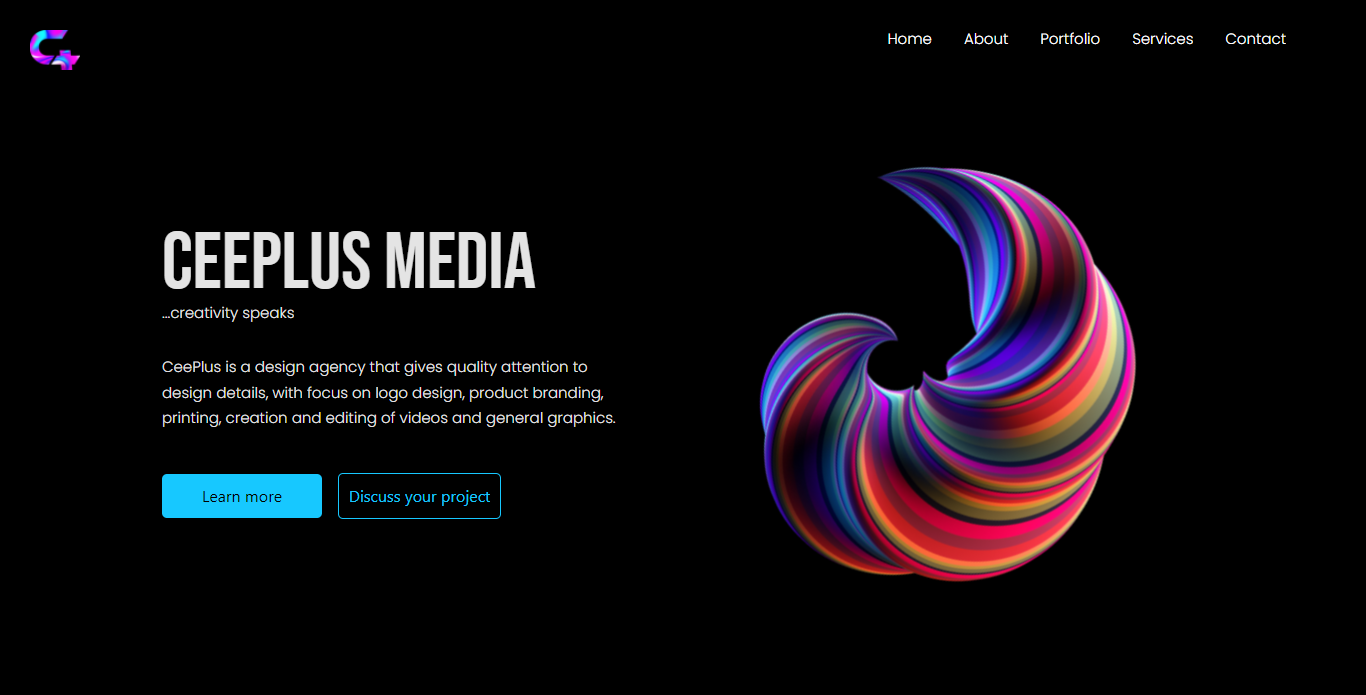 Home About Portfolio Services Contact
CEEPLUS MEDIA
...creativity speaks
CeePlus is a design agency that gives quality attention to
design details, with focus on logo design, product branding,
printing, creation and editing of videos and general graphics.
Learn more Discuss your project